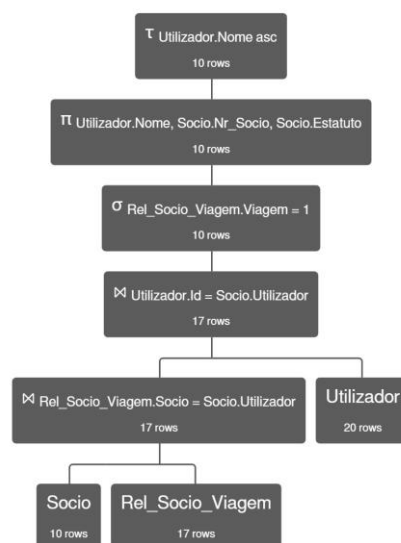 τ Utilizador.Nome asc
10 rows
π Utilizador.Nome, Socio.Nr_Socio, Socio.Estatuto
10 rows
σ Rel_Socio_Viagem.Viagem = 1
10 rows
⋈ Utilizador.Id = Socio.Utilizador
17 rows
⋈ Rel_Socio_Viagem.Socio = Socio.Utilizador
17 rows
Utilizador
20 rows
Socio
10 rows
Rel_Socio_Viagem
17 rows